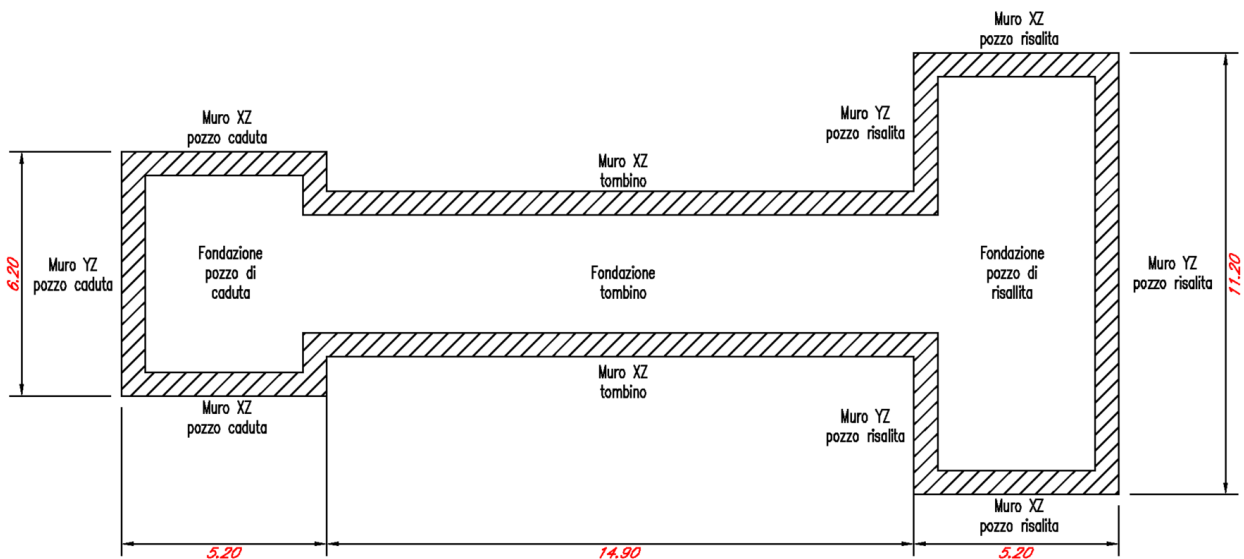 Muro XZ
pozzo risalita
Muro XZ
pozzo caduta
Muro YZ
pozzo risalita
Muro XZ
tombino
6.20
Muro YZ
pozzo caduta
Fondazione
pozzo di
caduta
Fondazione
tombino
Fondazione
pozzo di
risallita
Muro YZ
pozzo risalita
11.20
Muro XZ
tombino
Muro XZ
pozzo caduta
Muro YZ
pozzo risalita
Muro XZ
pozzo risalita
5.20
14.90
5.20